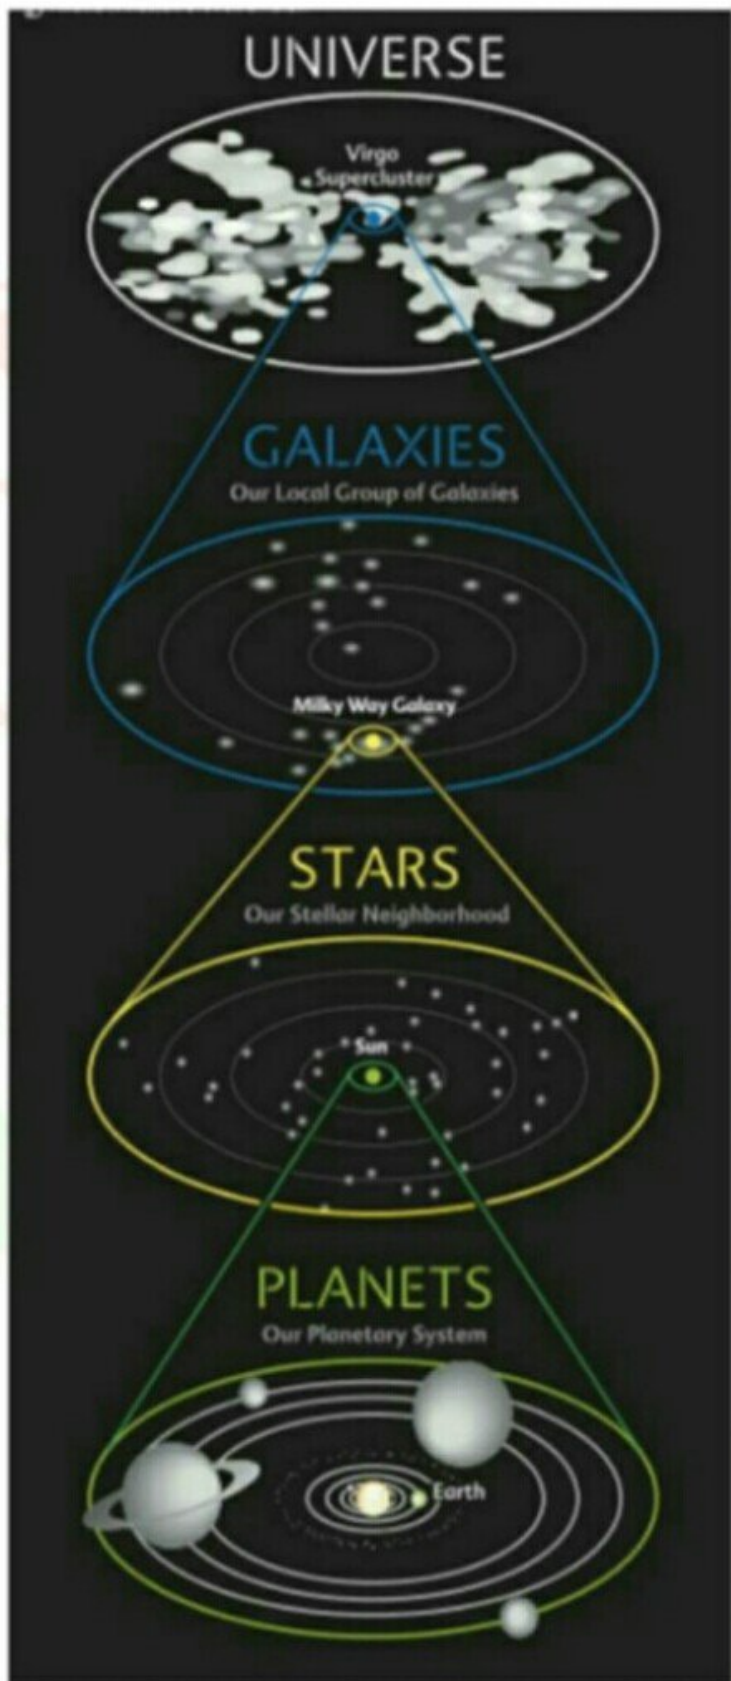 UNIVERSE
Virgo
Supercluster
GALAXIES
Our Local Group of Galaxies
Milky Way Galaxy
STARS
Our Stellar Neighborhood
Sun
PLANETS
Our Planetary System
Earth